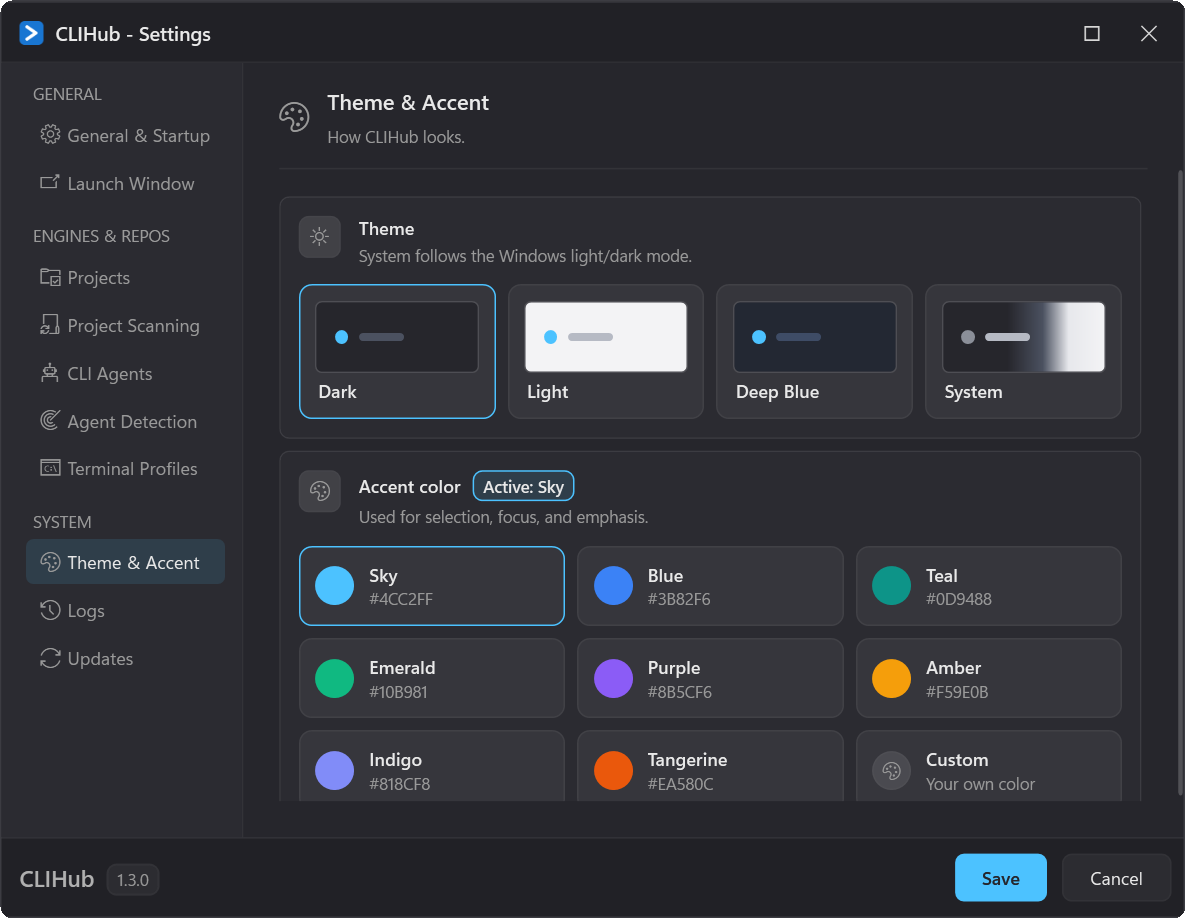 CLIHub - Settings
GENERAL
General & Startup
Launch Window
ENGINES & REPOS
Projects
Project Scanning
CLI Agents
Agent Detection
C:\
Terminal Profiles
SYSTEM
Theme & Accent
Logs
Updates
Theme & Accent
How CLIHub looks.
Theme
System follows the Windows light/dark mode.
Dark
Light
Deep Blue
System
Accent color
Active: Sky
Used for selection, focus, and emphasis.
Sky
#4CC2FF
Blue
#3B82F6
Teal
#0D9488
Emerald
#10B981
Purple
#8B5CF6
Amber
#F59E0B
Indigo
#818CF8
Tangerine
#EA580C
Custom
Your own color
CLIHub
1.3.0
Save
Cancel